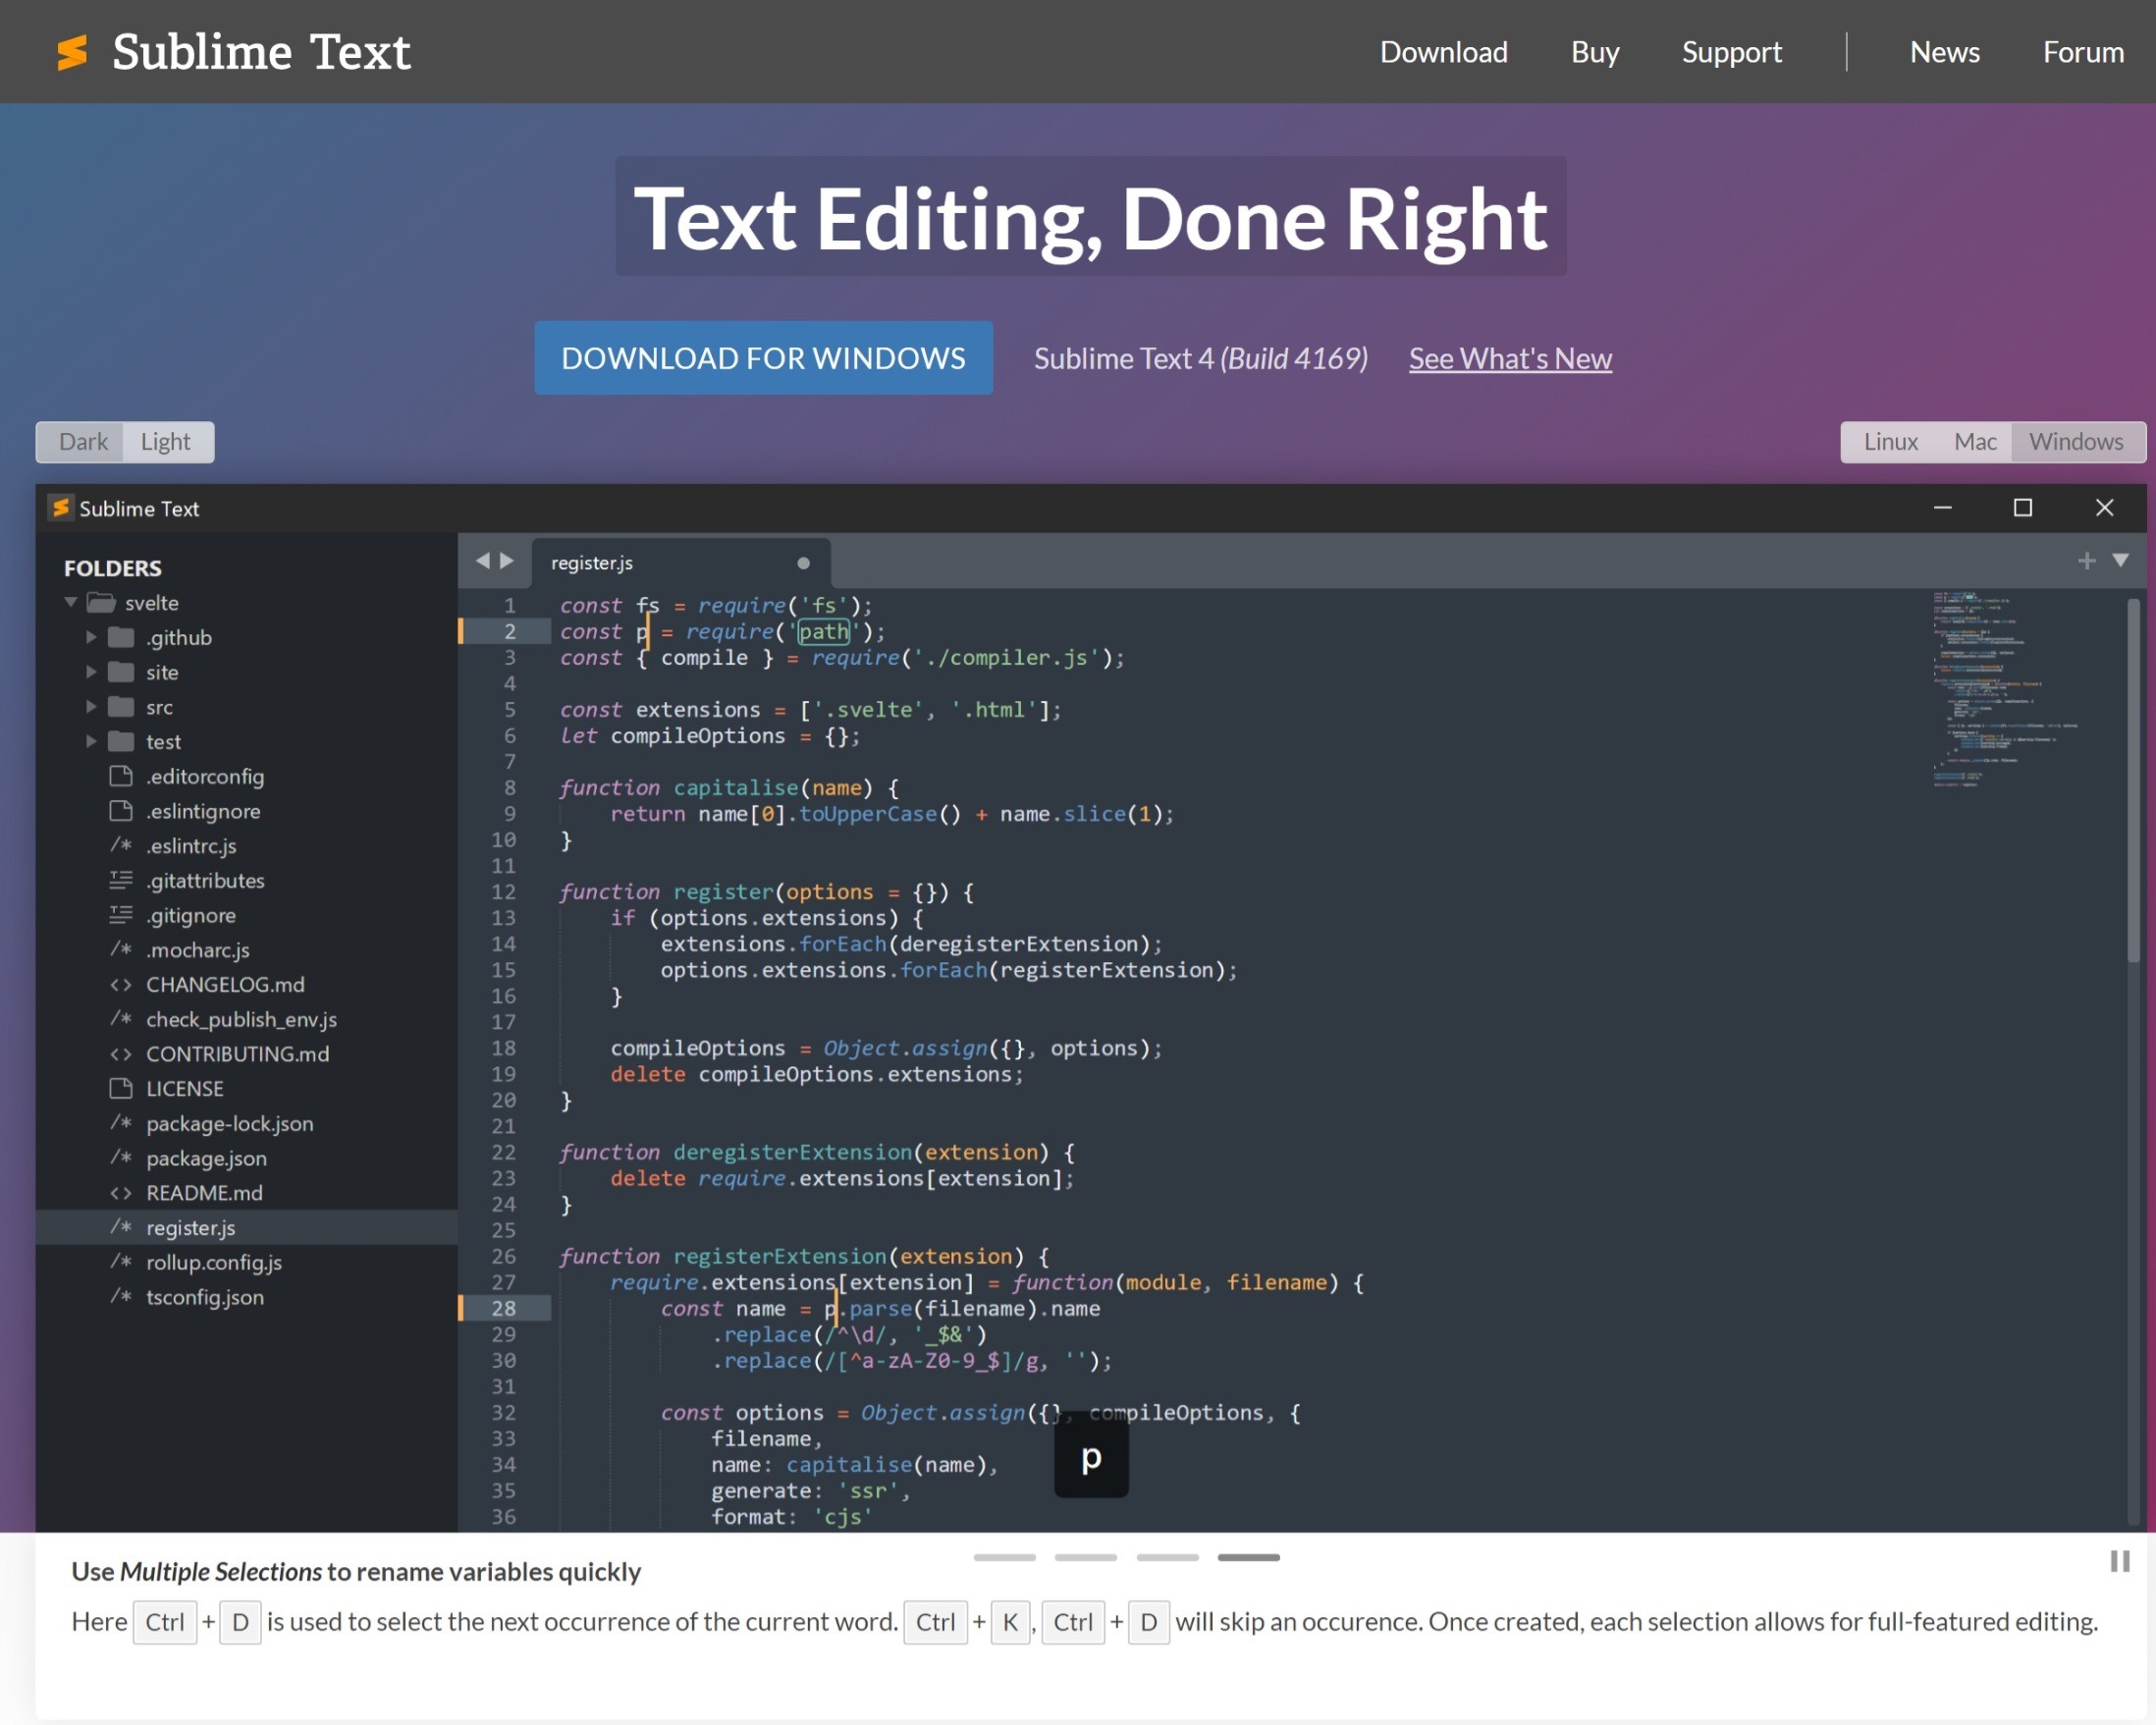 Sublime Text
Download Buy Support News Forum
Text Editing, Done Right
DOWNLOAD FOR WINDOWS Sublime Text 4 (Build 4169) See What's New
Dark Light
Linux Mac Windows
Sublime Text
FOLDERS
svelte
.github
site
src
test
.editorconfig
.eslintignore
/* .eslintrc.js
.gitattributes
.gitignore
/* .mocharc.js
<> CHANGELOG.md
/* check_publish_env.js
<> CONTRIBUTING.md
LICENSE
/* package-lock.json
/* package.json
<> README.md
/* register.js
/* rollup.config.js
/* tsconfig.json
register.js
1 const fs = require('fs');
2 const p = require('path');
3 const { compile } = require('./compiler.js');
4
5 const extensions = ['.svelte', '.html'];
6 let compileOptions = {};
7
8 function capitalise(name) {
9 return name[0].toUpperCase() + name.slice(1);
10 }
11
12 function register(options = {}) {
13 if (options.extensions) {
14 extensions.forEach(deregisterExtension);
15 options.extensions.forEach(registerExtension);
16 }
17
18 compileOptions = Object.assign({}, options);
19 delete compileOptions.extensions;
20 }
21
22 function deregisterExtension(extension) {
23 delete require.extensions[extension];
24 }
25
26 function registerExtension(extension) {
27 require.extensions[extension] = function(module, filename) {
28 const name = p.parse(filename).name
29 .replace(/^\d/, '_$&')
30 .replace(/[^a-zA-Z0-9_$]/g, '');
31
32 const options = Object.assign({}, compileOptions, {
33 filename,
34 name: capitalise(name),
35 generate: 'ssr',
36 format: 'cjs'
p
Use Multiple Selections to rename variables quickly
Here Ctrl + D is used to select the next occurrence of the current word. Ctrl + K , Ctrl + D will skip an occurence. Once created, each selection allows for full-featured editing.